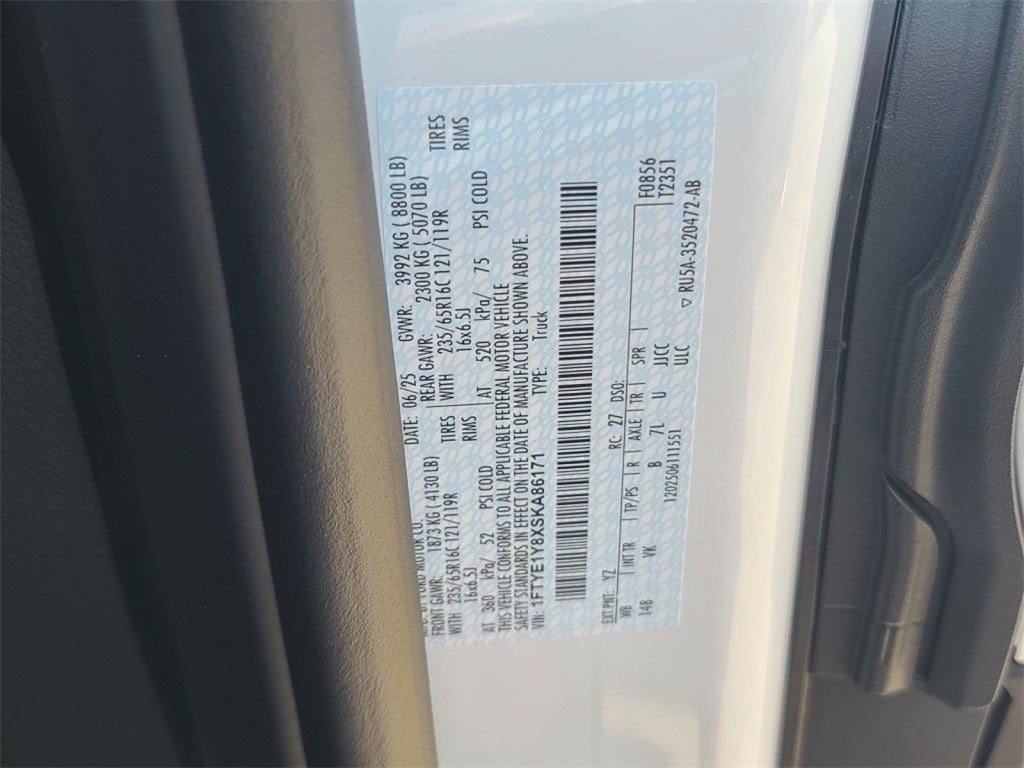 MFD BY FORD MOTOR CO. DATE: 06/25 GVWR: 3992 KG ( 8800 LB)
FRONT GAWR: 1873 KG ( 4130 LB) REAR GAWR: 2300 KG ( 5070 LB)
WITH 235/65R16C 121/119R TIRES WITH 235/65R16C 121/119R TIRES
16x6.5J RIMS 16x6.5J RIMS
AT 360 kPa/ 52 PSI COLD AT 520 kPa/ 75 PSI COLD
THIS VEHICLE CONFORMS TO ALL APPLICABLE FEDERAL MOTOR VEHICLE
SAFETY STANDARDS IN EFFECT ON THE DATE OF MANUFACTURE SHOWN ABOVE.
VIN: 1FTYE1Y8XSKA86171 TYPE: Truck
EXT PNT: YZ RC: 27 DSO: F0856
WB INT TR TP/PS R AXLE TR SPR T2351
148 VK B 7L U JJCC
ULC
1202506111551 ▽ RU5A-3520472-AB